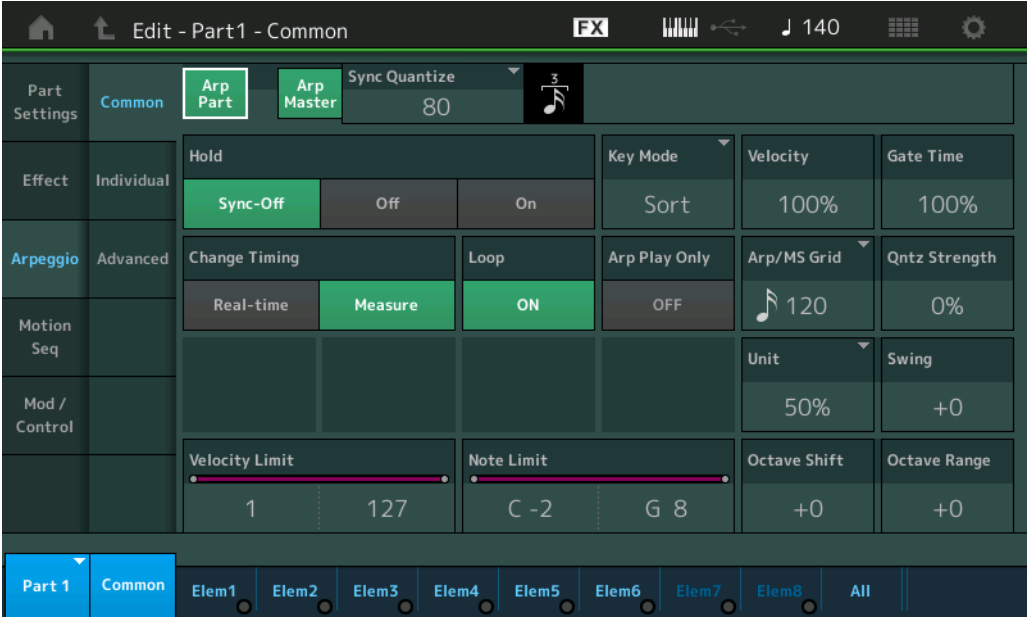 Edit - Part1 - Common
FX
140
Part
Settings
Common
Arp
Part
Arp
Master
Sync Quantize
80
3
Effect
Individual
Hold
Sync-Off
Off
On
Key Mode
Sort
Velocity
100%
Gate Time
100%
Arpeggio
Advanced
Change Timing
Real-time
Measure
Loop
ON
Arp Play Only
OFF
Arp/MS Grid
120
Qntz Strength
0%
Motion
Seq
Unit
50%
Swing
+0
Mod /
Control
Velocity Limit
1
127
Note Limit
C -2
G 8
Octave Shift
+0
Octave Range
+0
Part 1
Common
Elem1
Elem2
Elem3
Elem4
Elem5
Elem6
Elem7
Elem8
All